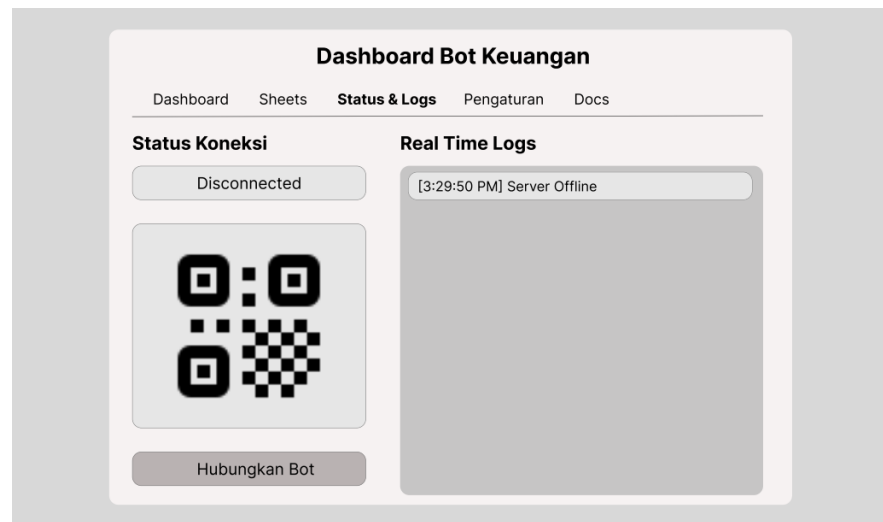 Dashboard Bot Keuangan
Dashboard Sheets Status & Logs Pengaturan Docs
Status Koneksi
Disconnected
Hubungkan Bot
Real Time Logs
[3:29:50 PM] Server Offline